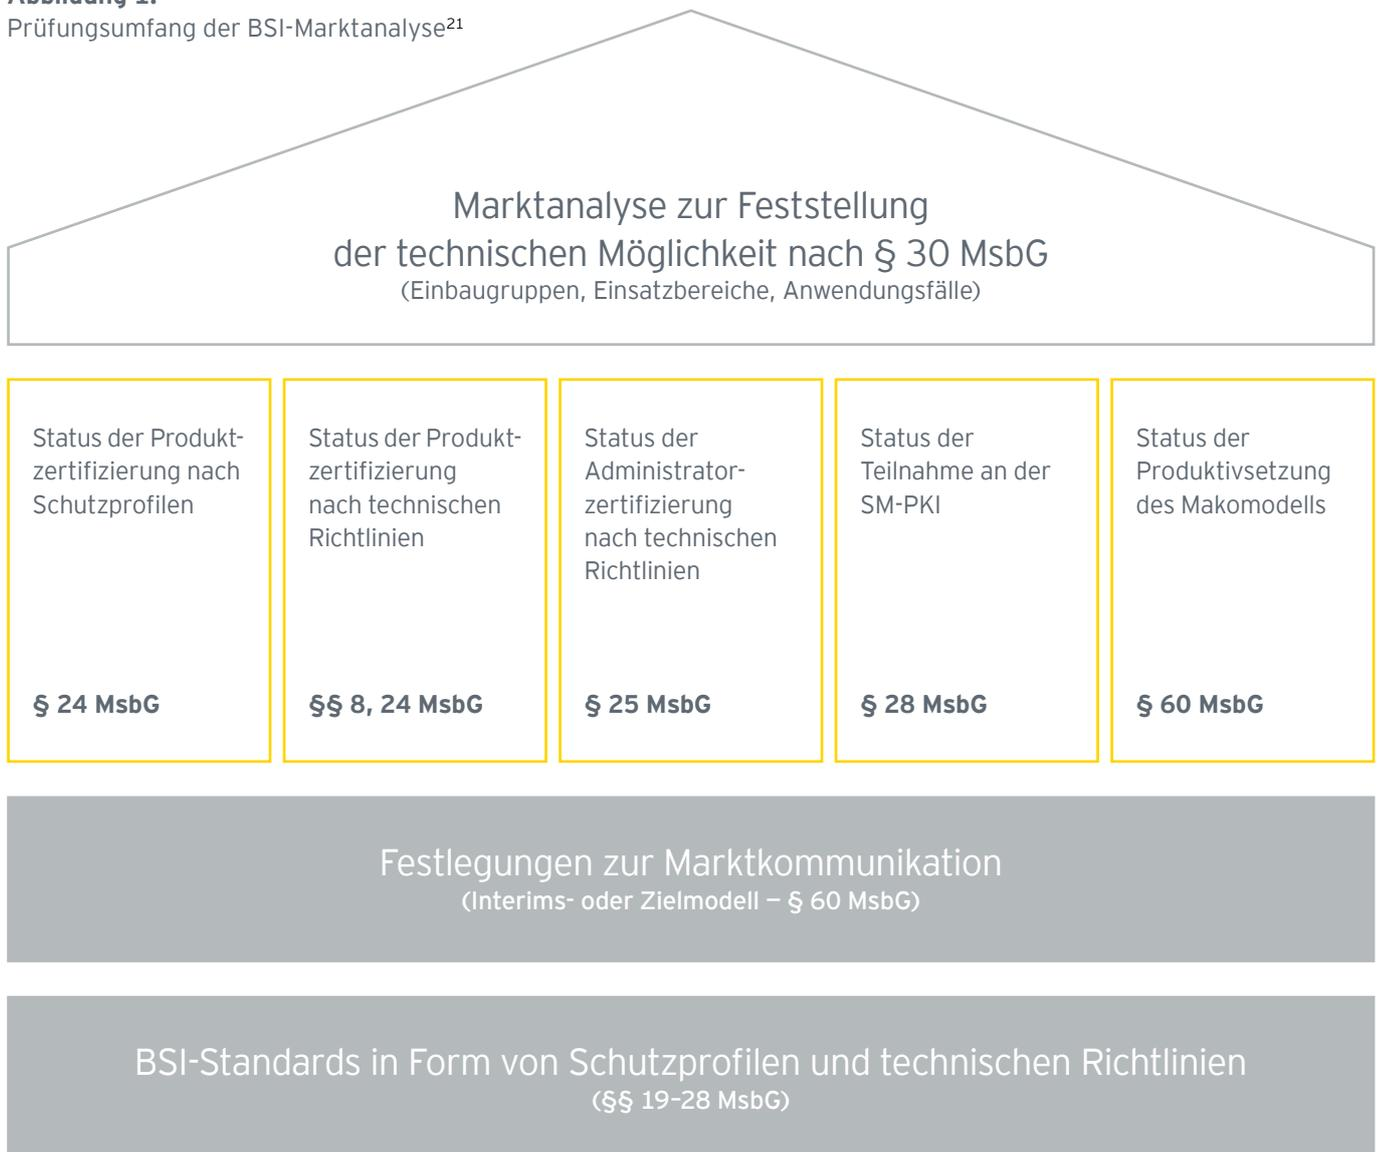 Abbildung 1:
Prüfungsumfang der BSI-Marktanalyse²¹
Marktanalyse zur Feststellung
der technischen Möglichkeit nach § 30 MsbG
(Einbaugruppen, Einsatzbereiche, Anwendungsfälle)
Status der Produkt-
zertifizierung nach
Schutzprofilen
§ 24 MsbG
Status der Produkt-
zertifizierung
nach technischen
Richtlinien
§§ 8, 24 MsbG
Status der
Administrator-
zertifizierung
nach technischen
Richtlinien
§ 25 MsbG
Status der
Teilnahme an der
SM-PKI
§ 28 MsbG
Status der
Produktivsetzung
des Makomodells
§ 60 MsbG
Festlegungen zur Marktkommunikation
(Interims- oder Zielmodell – § 60 MsbG)
BSI-Standards in Form von Schutzprofilen und technischen Richtlinien
(§§ 19–28 MsbG)